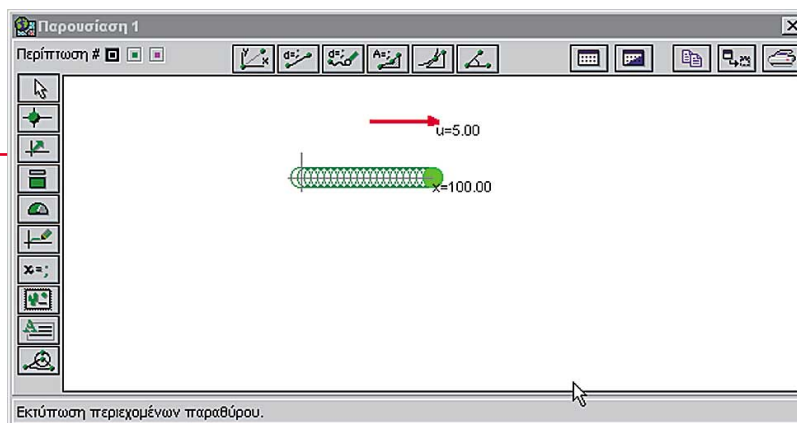 Παρουσίαση 1
Περίπτωση #
y x d=; d=; A=;
u=5.00
x=100.00
x=;
A
Εκτύπωση περιεχομένων παραθύρου.